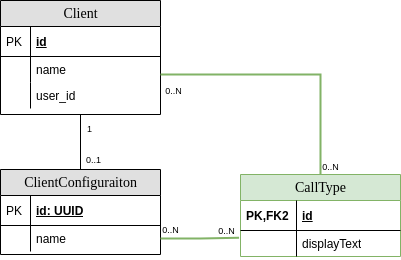 Client
PK id
name
user_id
0..N
1
0..1
0..N
ClientConfiguraiton
PK id: UUID
name
0..N
0..N
CallType
PK,FK2 id
displayText